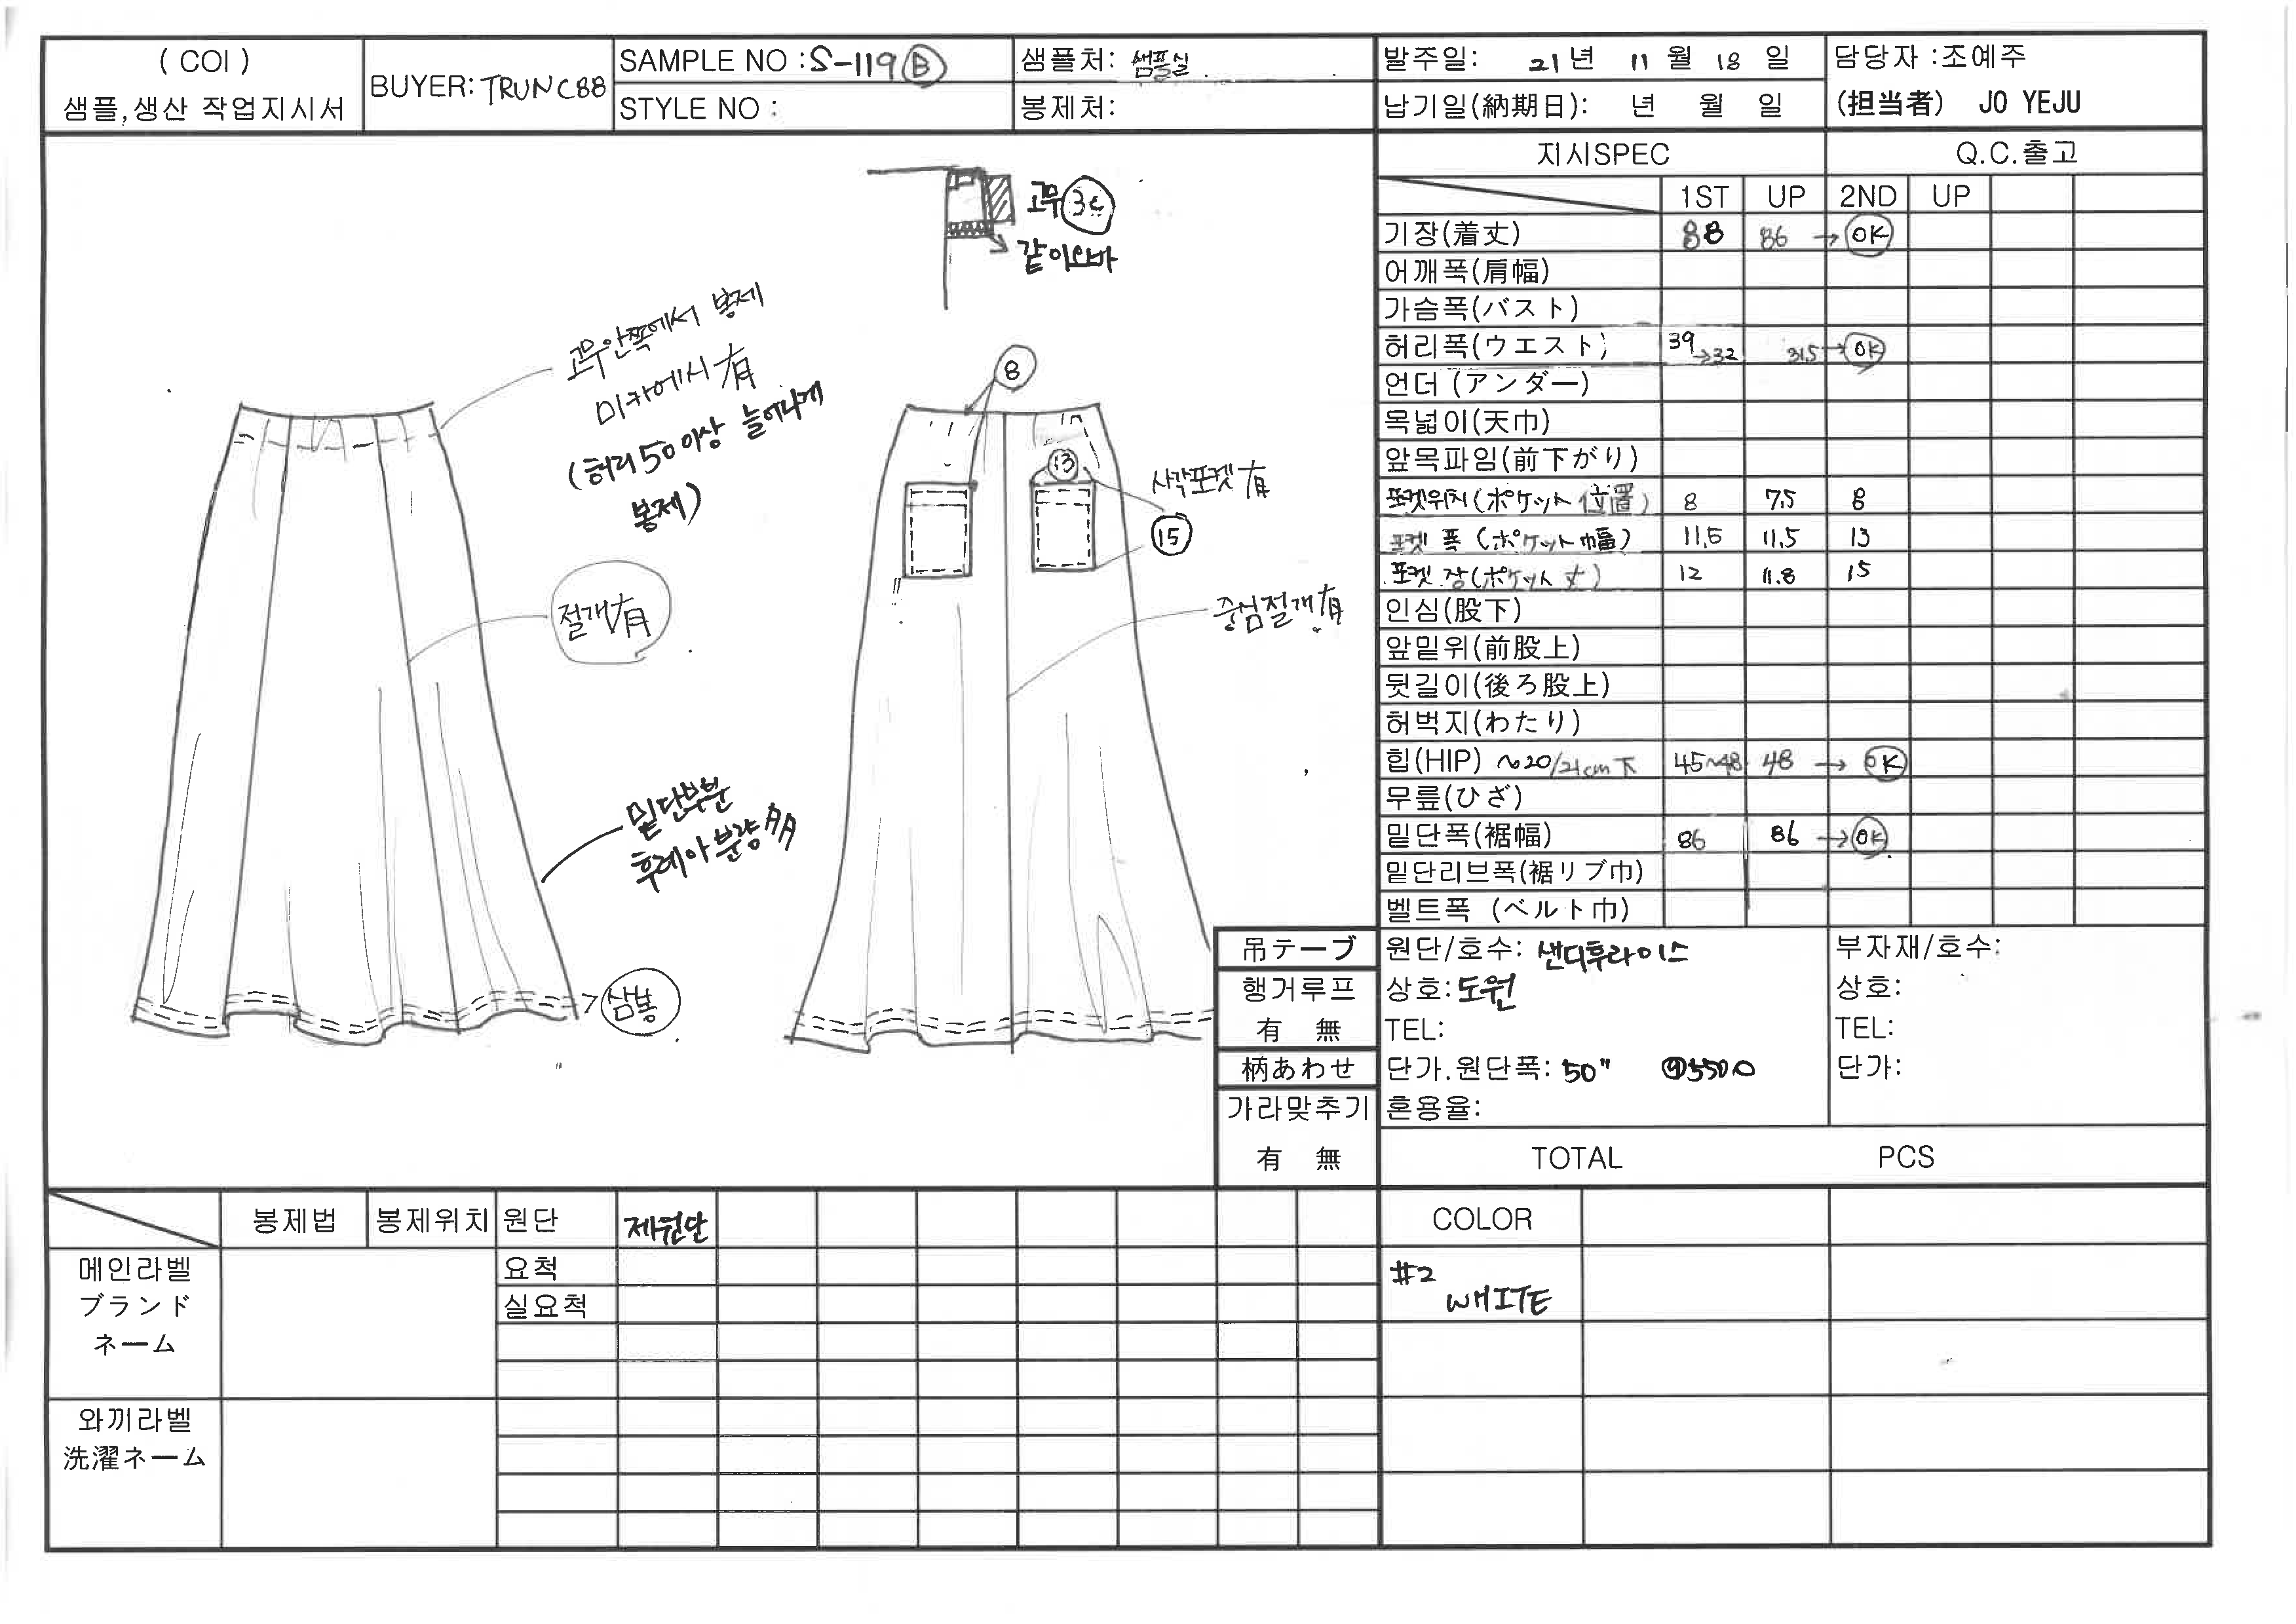 ( COI )
샘플,생산 작업지시서
BUYER: TRUNC88
SAMPLE NO : S-119 Ⓑ
STYLE NO :
샘플처: 샘플실
봉제처:
발주일: 21 년 11 월 18 일
납기일(納期日): 년 월 일
담당자 :조예주
(担当者) JO YEJU
고무 3c
같이오바
고무안쪽에서 봉제
미카에시 有
(허리 50이상 늘어나게
봉제)
절개有
밑단부분
후레아 분량 多
삼봉
8
13
사각포켓 有
15
중심절개有
지시SPEC Q.C.출고
1ST UP 2ND UP
기장(着丈) 88 86 → OK
어깨폭(肩幅)
가슴폭(バスト)
허리폭(ウエスト) 39 →32 31.5 → OK
언더 (アンダー)
목넓이(天巾)
앞목파임(前下がり)
포켓위치(ポケット 位置) 8 7.5 8
포켓 폭 (ポケット幅) 11.5 11.5 13
포켓 장(ポケット丈) 12 11.8 15
인심(股下)
앞밑위(前股上)
뒷길이(後ろ股上)
허벅지(わたり)
힙(HIP) ~20/21cm下 45~48 48 → OK
무릎(ひざ)
밑단폭(裾幅) 86 86 → OK
밑단리브폭(裾リブ巾)
벨트폭 (ベルト巾)
吊テープ
행거루프
有 無
柄あわせ
가라맞추기
有 無
원단/호수: 샌디후라이스
상호: 도원
TEL:
단가.원단폭: 50" @5500
혼용율:
부자재/호수:
상호:
TEL:
단가:
TOTAL PCS
봉제법 봉제위치 원단 제원단
요척
실요척
메인라벨
ブランド
ネーム
와끼라벨
洗濯ネーム
COLOR
#2
WHITE